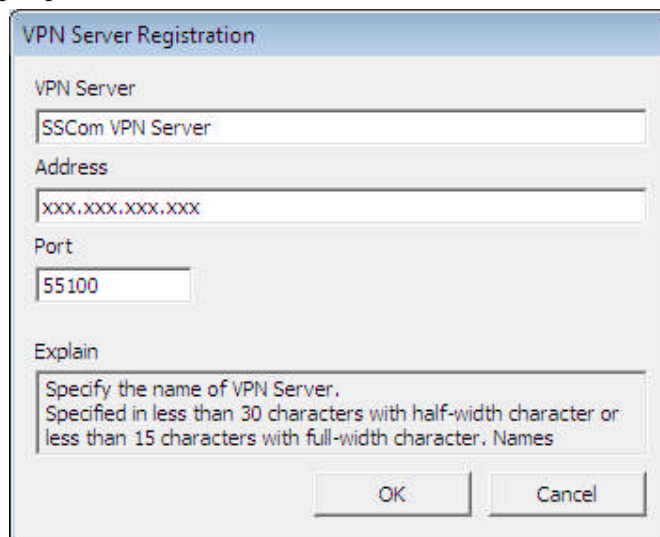 VPN Server Registration
VPN Server
SSCom VPN Server
Address
xxx.xxx.xxx.xxx
Port
55100
Explain
Specify the name of VPN Server.
Specified in less than 30 characters with half-width character or
less than 15 characters with full-width character. Names
OK Cancel